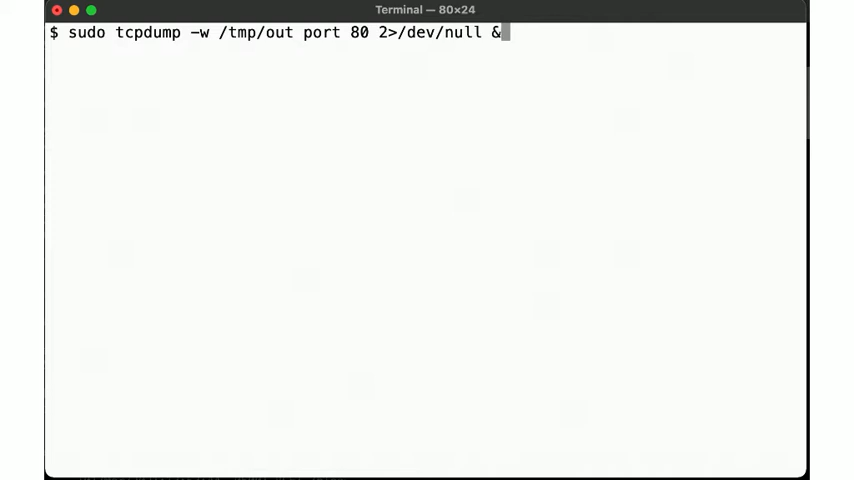 Terminal — 80×24
$ sudo tcpdump -w /tmp/out port 80 2>/dev/null &